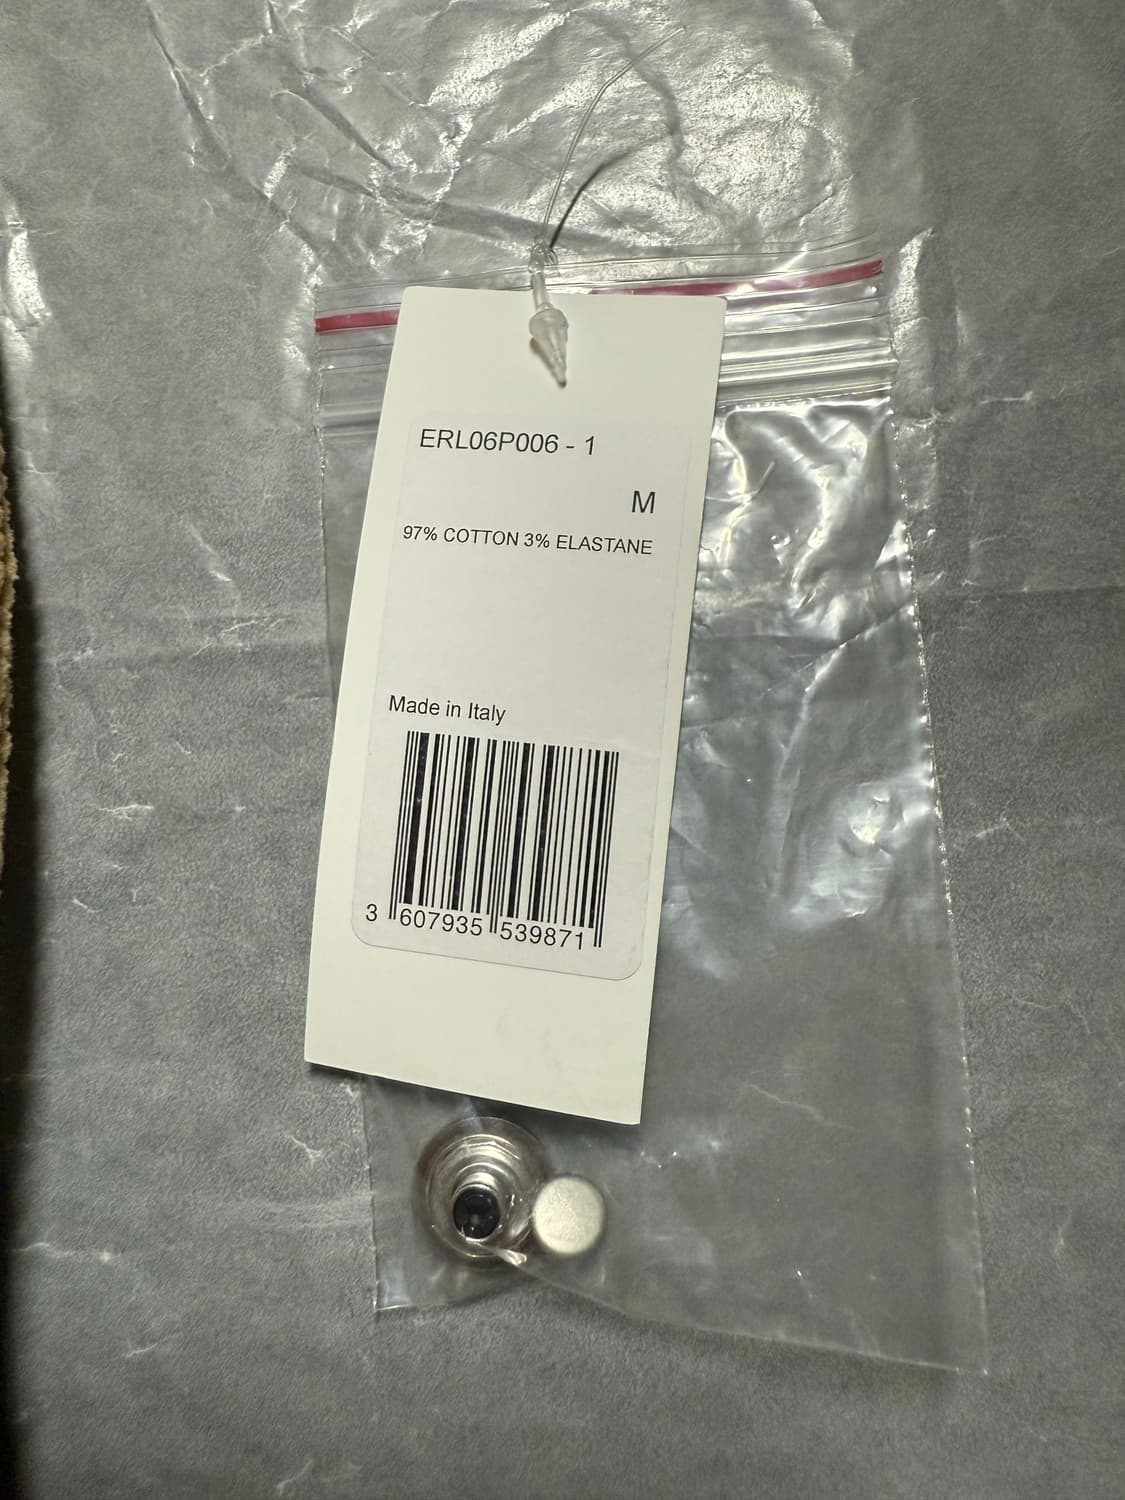 ERL06P006 - 1
M
97% COTTON 3% ELASTANE
Made in Italy
3 607935 539871